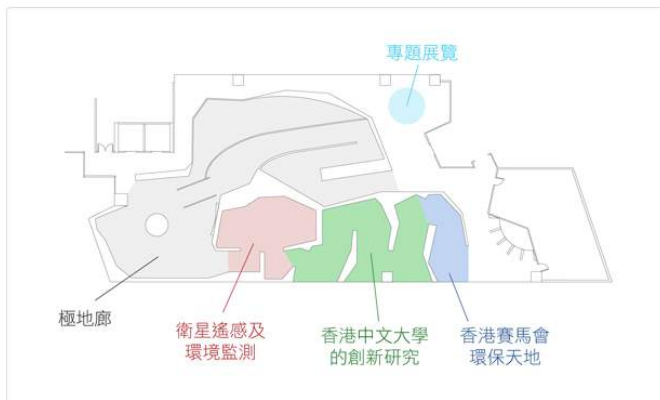 專題展覽
極地廊
衛星遙感及
環境監測
香港中文大學
的創新研究
香港賽馬會
環保天地